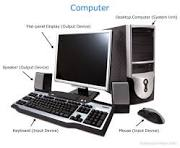 Computer
Desktop Computer (System Unit)
Flat-panel Display (Output Device)
Speaker (Output Device)
Keyboard (Input Device)
Mouse (Input Device)